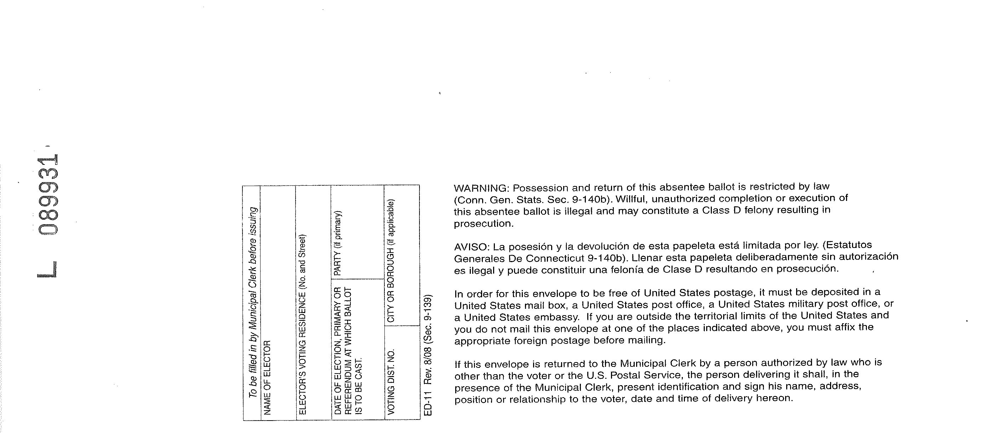 L 089931
To be filled in by Municipal Clerk before issuing
NAME OF ELECTOR
ELECTOR'S VOTING RESIDENCE (No. and Street)
DATE OF ELECTION, PRIMARY OR
REFERENDUM AT WHICH BALLOT
IS TO BE CAST.
PARTY (if primary)
VOTING DIST. NO.
CITY OR BOROUGH (if applicable)
ED-11 Rev. 8/08 (Sec. 9-139)
WARNING: Possession and return of this absentee ballot is restricted by law
(Conn. Gen. Stats. Sec. 9-140b). Willful, unauthorized completion or execution of
this absentee ballot is illegal and may constitute a Class D felony resulting in
prosecution.
AVISO: La posesión y la devolución de esta papeleta está limitada por ley. (Estatutos
Generales De Connecticut 9-140b). Llenar esta papeleta deliberadamente sin autorización
es ilegal y puede constituir una felonía de Clase D resultando en prosecución.
In order for this envelope to be free of United States postage, it must be deposited in a
United States mail box, a United States post office, a United States military post office, or
a United States embassy. If you are outside the territorial limits of the United States and
you do not mail this envelope at one of the places indicated above, you must affix the
appropriate foreign postage before mailing.
If this envelope is returned to the Municipal Clerk by a person authorized by law who is
other than the voter or the U.S. Postal Service, the person delivering it shall, in the
presence of the Municipal Clerk, present identification and sign his name, address,
position or relationship to the voter, date and time of delivery hereon.